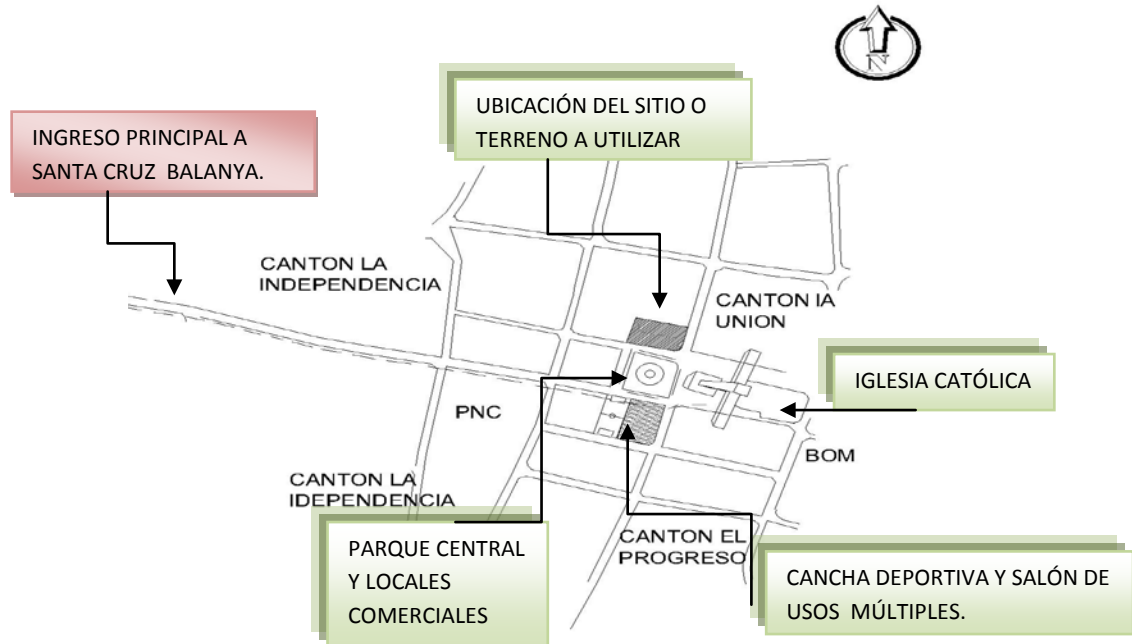 N
UBICACIÓN DEL SITIO O
TERRENO A UTILIZAR
INGRESO PRINCIPAL A
SANTA CRUZ BALANYA.
CANTON LA
INDEPENDENCIA
CANTON lA
UNION
IGLESIA CATÓLICA
PNC
BOM
CANTON LA
IDEPENDENCIA
CANTON EL
PROGRESO
PARQUE CENTRAL
Y LOCALES
COMERCIALES
CANCHA DEPORTIVA Y SALÓN DE
USOS MÚLTIPLES.